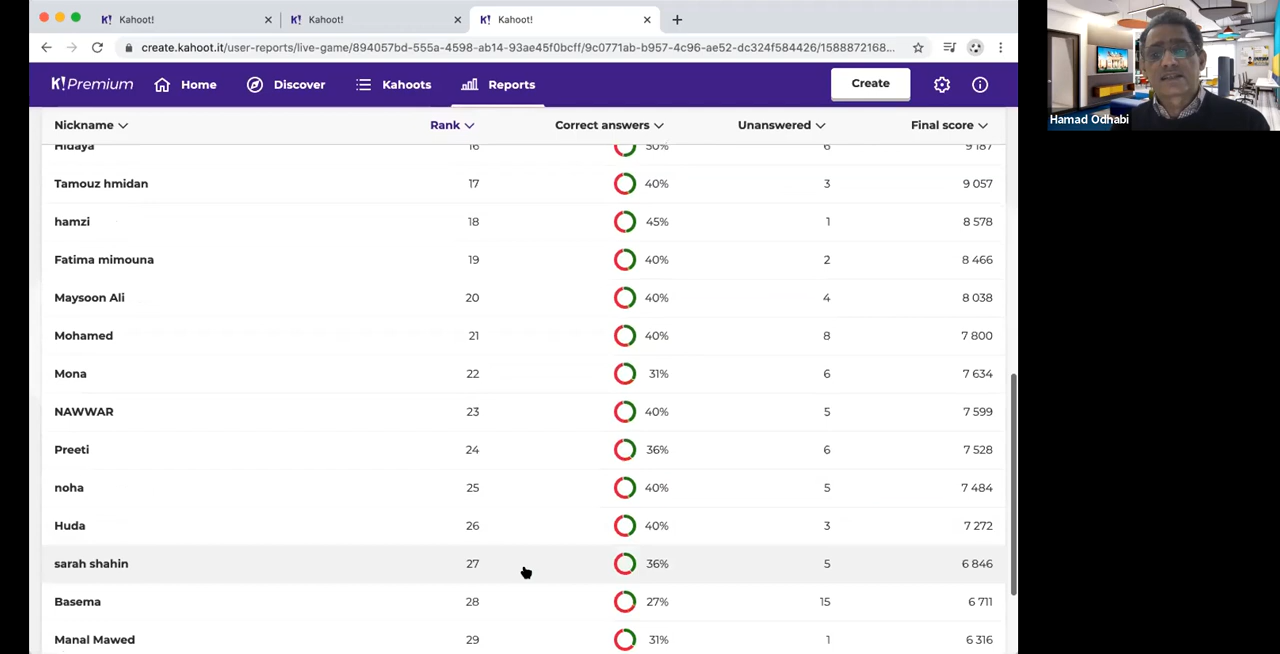 Kahoot! Kahoot! Kahoot!
create.kahoot.it/user-reports/live-game/894057bd-555a-4598-ab14-93ae45f0bcff/9c0771ab-b957-4c96-ae52-dc324f584426/1588872168...
K! Premium Home Discover Kahoots Reports Create
Hamad Odhabi
Nickname Rank Correct answers Unanswered Final score
Hidaya 16 50% 6 9 187
Tamouz hmidan 17 40% 3 9 057
hamzi 18 45% 1 8 578
Fatima mimouna 19 40% 2 8 466
Maysoon Ali 20 40% 4 8 038
Mohamed 21 40% 8 7 800
Mona 22 31% 6 7 634
NAWWAR 23 40% 5 7 599
Preeti 24 36% 6 7 528
noha 25 40% 5 7 484
Huda 26 40% 3 7 272
sarah shahin 27 36% 5 6 846
Basema 28 27% 15 6 711
Manal Mawed 29 31% 1 6 316